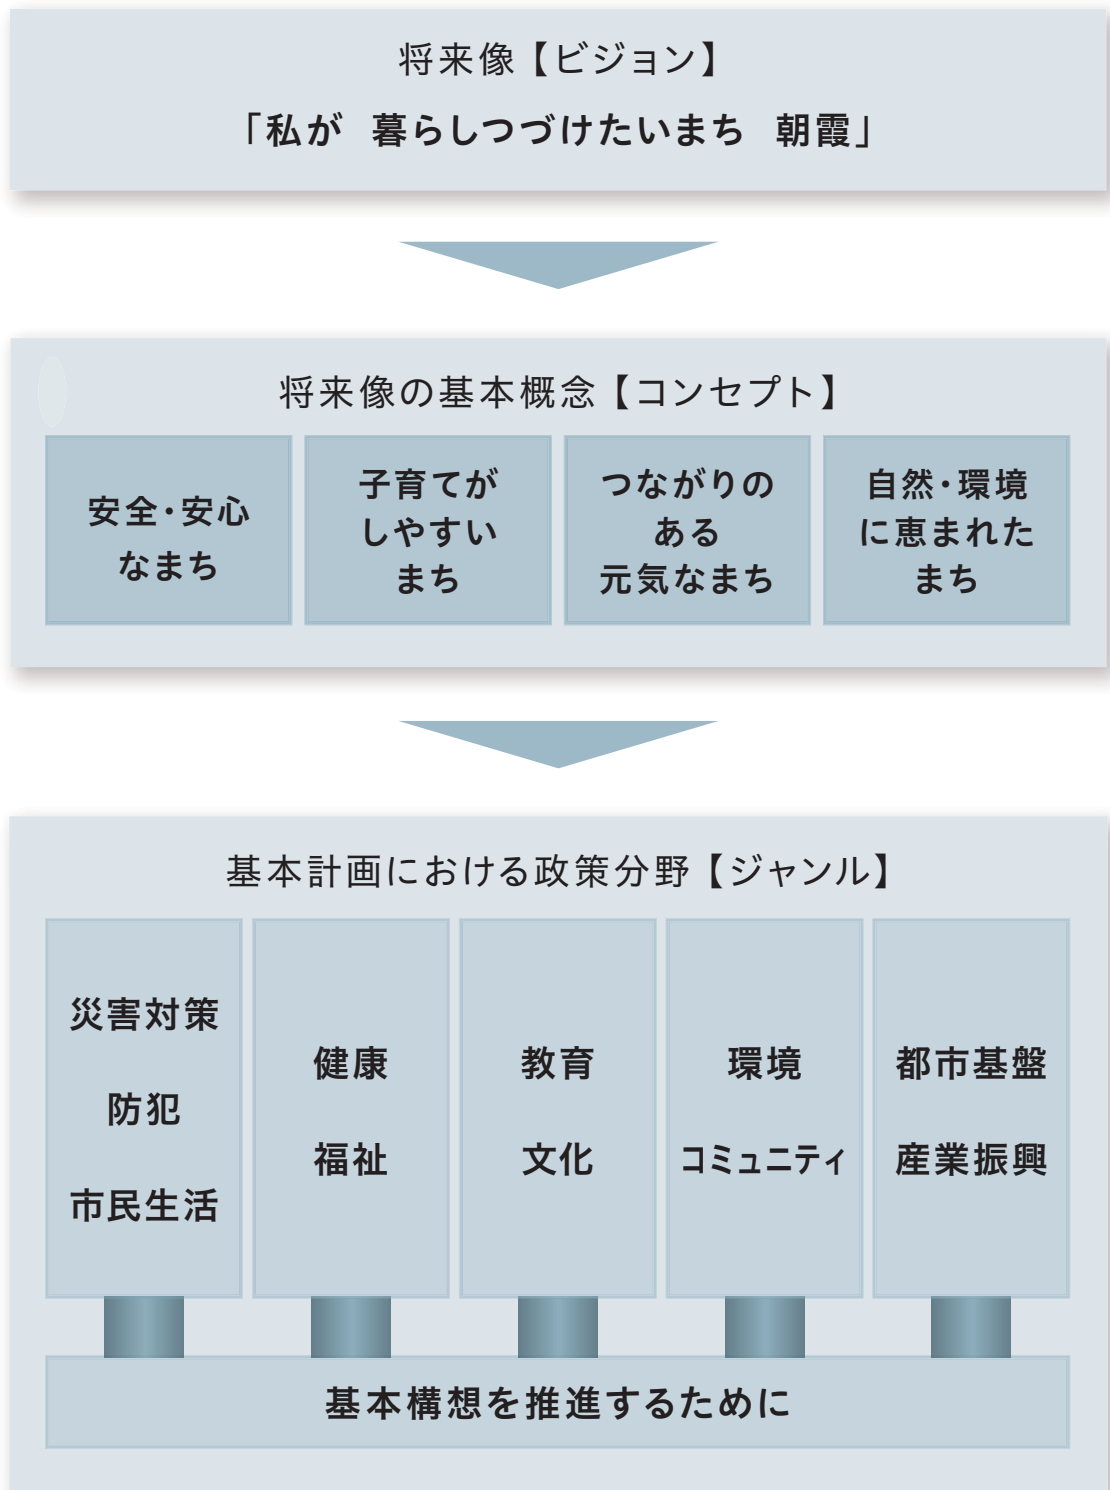 将来像【ビジョン】
「私が　暮らしつづけたいまち　朝霞」
将来像の基本概念【コンセプト】
安全・安心
なまち
子育てが
しやすい
まち
つながりの
ある
元気なまち
自然・環境
に恵まれた
まち
基本計画における政策分野【ジャンル】
災害対策
防犯
市民生活
健康
福祉
教育
文化
環境
コミュニティ
都市基盤
産業振興
基本構想を推進するために